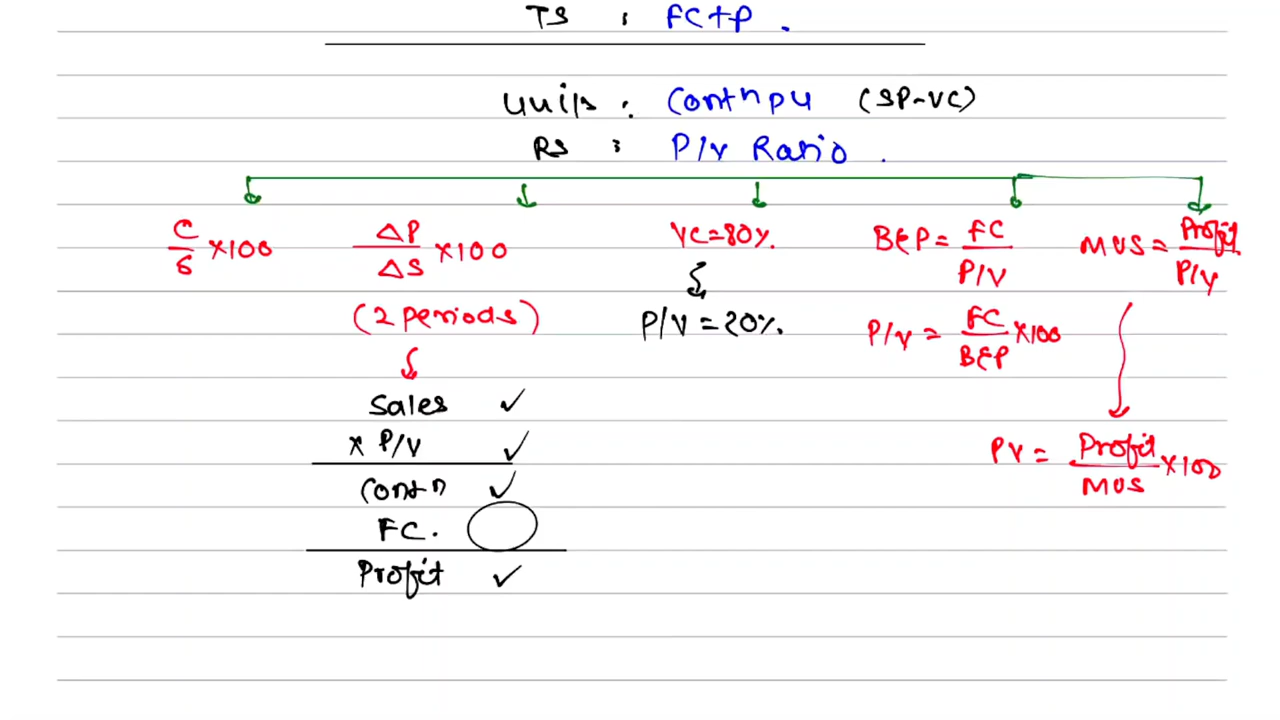 TS : FC+P.
Units : Contn pu (SP-VC)
RS : P/V Ratio.
C/S ×100
ΔP/ΔS ×100
(2 Periods)
Sales ✓
× P/V ✓
Contn ✓
FC.
Profit ✓
VC=80%.
P/V = 20%.
BEP = FC/P/V
P/V = FC/BEP ×100
MOS = Profit/P/V
PV = Profit/MOS ×100